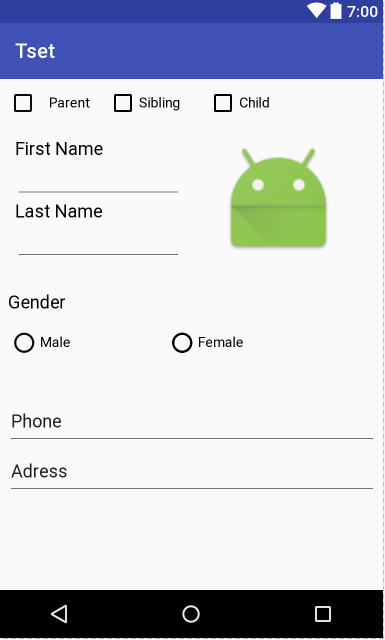 7:00
Tset
Parent Sibling Child
First Name
Last Name
Gender
Male Female
Phone
Adress